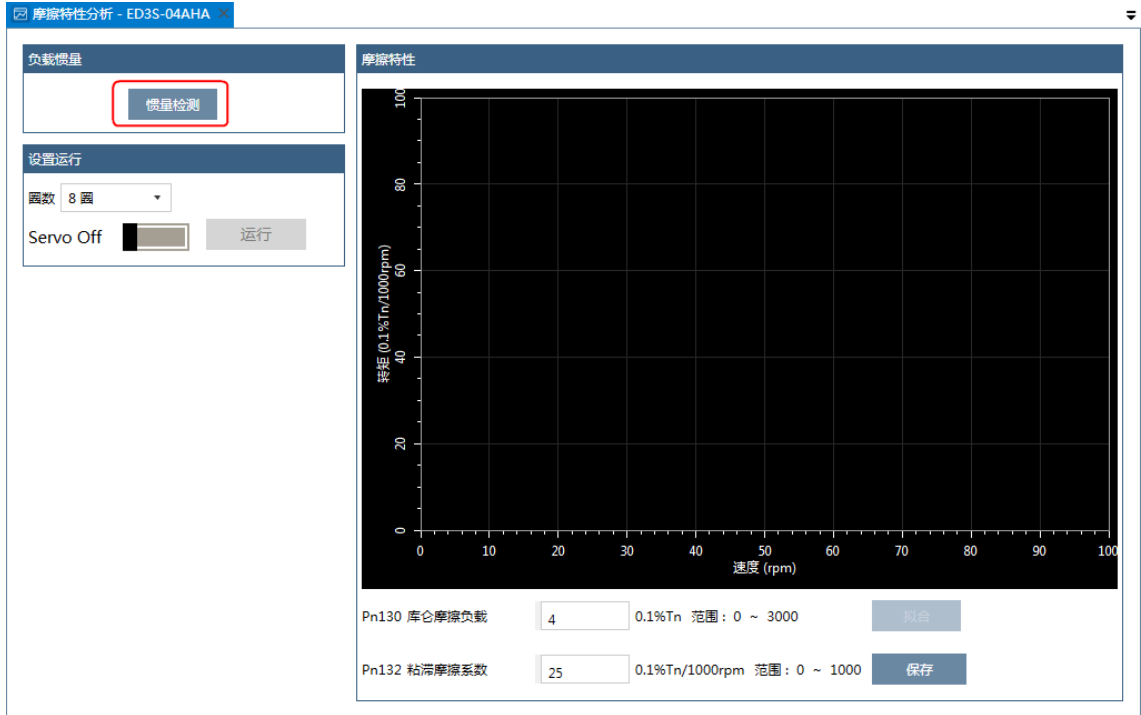 摩擦特性分析 - ED3S-04AHA
负载惯量
惯量检测
设置运行
圈数 8 圈
Servo Off 运行
摩擦特性
100
80
60
40
20
0
转矩 (0.1%Tn/1000rpm)
0 10 20 30 40 50 60 70 80 90 100
速度 (rpm)
Pn130 库仑摩擦负载 4 0.1%Tn 范围: 0 ~ 3000 拟合
Pn132 粘滞摩擦系数 25 0.1%Tn/1000rpm 范围: 0 ~ 1000 保存